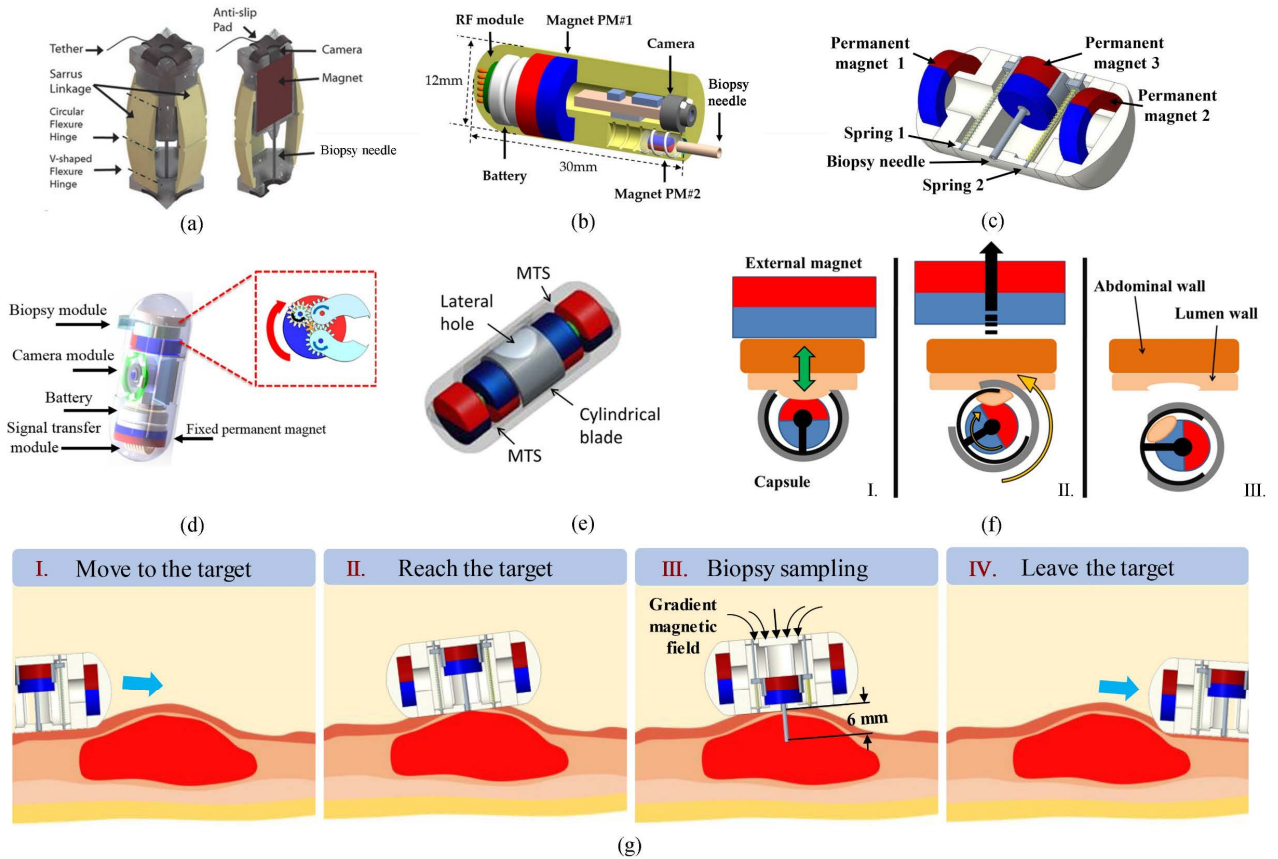 Anti-slip
Pad
Tether
Camera
Sarrus
Linkage
Magnet
Circular
Flexure
Hinge
V-shaped
Flexure
Hinge
Biopsy needle
(a)
RF module
Magnet PM#1
Camera
Biopsy
needle
12mm
30mm
Battery
Magnet PM#2
(b)
Permanent
magnet 1
Permanent
magnet 3
Permanent
magnet 2
Spring 1
Biopsy needle
Spring 2
(c)
Biopsy module
Camera module
Battery
Signal transfer
module
Fixed permanent magnet
(d)
MTS
Lateral
hole
Cylindrical
blade
MTS
(e)
External magnet
Abdominal wall
Lumen wall
Capsule
I.
II.
III.
(f)
I. Move to the target
II. Reach the target
III. Biopsy sampling
IV. Leave the target
Gradient
magnetic
field
6 mm
(g)